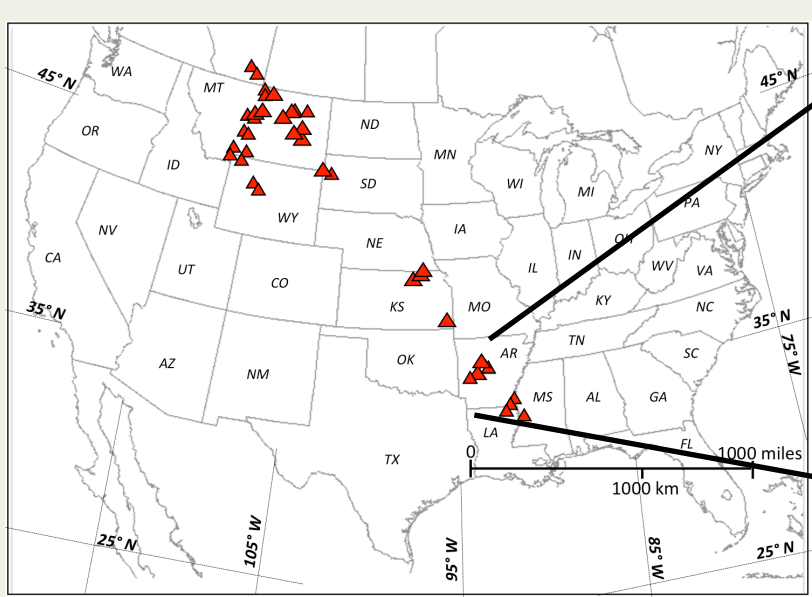 45° N
WA
MT
ND
OR
ID
MN
SD
WI
MI
NY
45° N
WY
PA
NV
NE
IA
CA
UT
CO
IL
IN
OH
WV
VA
KS
MO
KY
35° N
NC
35° N
AZ
NM
OK
AR
TN
SC
75° W
MS
AL
GA
LA
FL
TX
0
1000 miles
1000 km
25° N
105° W
95° W
85° W
25° N